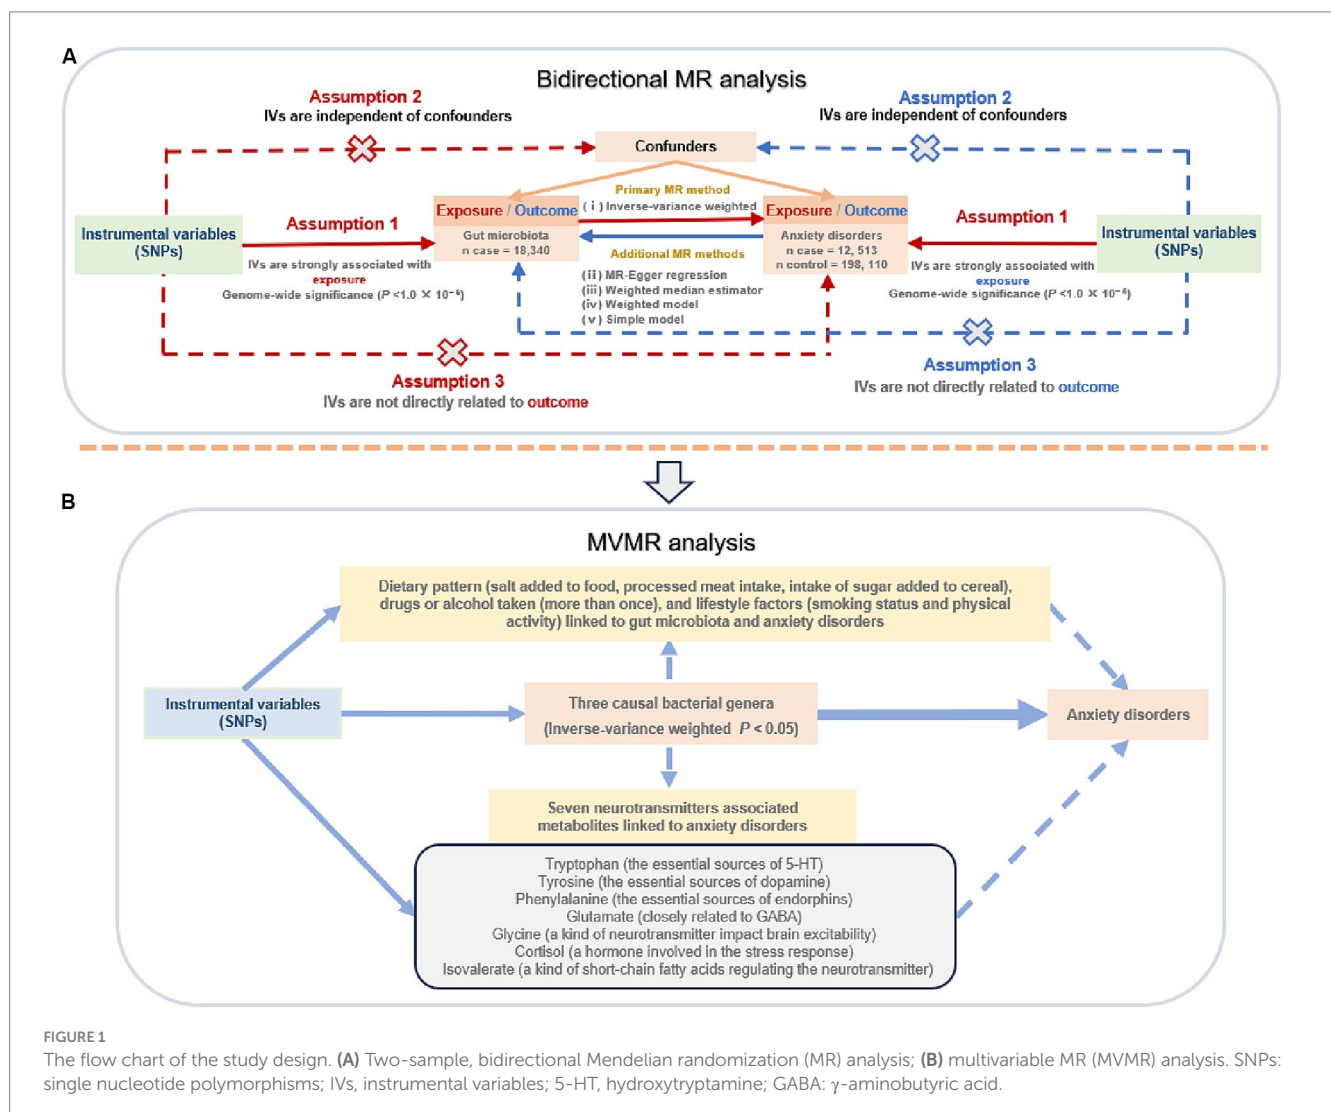 A
Bidirectional MR analysis
Assumption 2
IVs are independent of confounders
Assumption 2
IVs are independent of confounders
Confunders
Primary MR method
(i) Inverse-variance weighted
Exposure / Outcome
Gut microbiota
n case = 18,340
Exposure / Outcome
Anxiety disorders
n case = 12, 513
n control = 198, 110
Instrumental variables
(SNPs)
Assumption 1
IVs are strongly associated with
exposure
Genome-wide significance (P <1.0 × 10⁻⁵)
Additional MR methods
(ii) MR-Egger regression
(iii) Weighted median estimator
(iv) Weighted model
(v) Simple model
Assumption 1
IVs are strongly associated with
exposure
Genome-wide significance (P <1.0 × 10⁻⁵)
Instrumental variables
(SNPs)
Assumption 3
IVs are not directly related to outcome
Assumption 3
IVs are not directly related to outcome
B
MVMR analysis
Dietary pattern (salt added to food, processed meat intake, intake of sugar added to cereal),
drugs or alcohol taken (more than once), and lifestyle factors (smoking status and physical
activity) linked to gut microbiota and anxiety disorders
Instrumental variables
(SNPs)
Three causal bacterial genera
(Inverse-variance weighted P < 0.05)
Anxiety disorders
Seven neurotransmitters associated
metabolites linked to anxiety disorders
Tryptophan (the essential sources of 5-HT)
Tyrosine (the essential sources of dopamine)
Phenylalanine (the essential sources of endorphins)
Glutamate (closely related to GABA)
Glycine (a kind of neurotransmitter impact brain excitability)
Cortisol (a hormone involved in the stress response)
Isovalerate (a kind of short-chain fatty acids regulating the neurotransmitter)
FIGURE 1
The flow chart of the study design. (A) Two-sample, bidirectional Mendelian randomization (MR) analysis; (B) multivariable MR (MVMR) analysis. SNPs:
single nucleotide polymorphisms; IVs, instrumental variables; 5-HT, hydroxytryptamine; GABA: γ-aminobutyric acid.